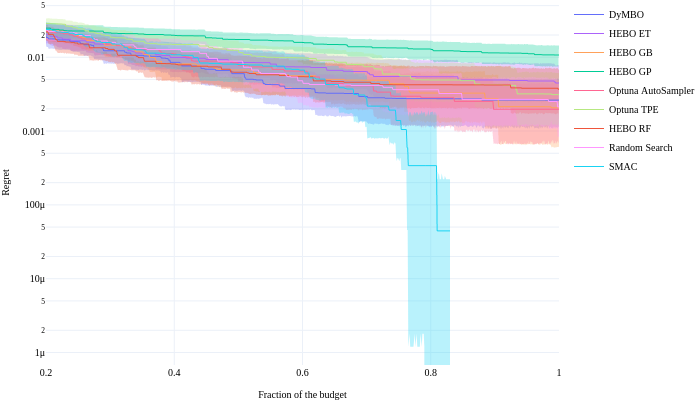 5
2
0.01
5
2
0.001
5
2
100μ
5
2
10μ
5
2
1μ
0.2
0.4
0.6
0.8
1
Fraction of the budget
Regret
DyMBO
HEBO ET
HEBO GB
HEBO GP
Optuna AutoSampler
Optuna TPE
HEBO RF
Random Search
SMAC